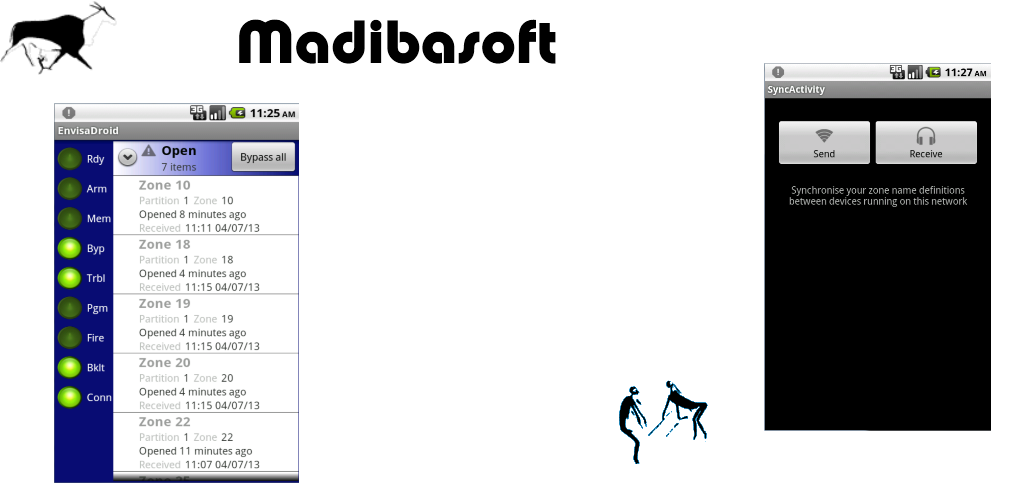 Madibasoft
3G
11:25 AM
EnvisaDroid
Rdy
Arm
Mem
Byp
Trbl
Pgm
Fire
Bklt
Conn
Open
7 items
Bypass all
Zone 10
Partition 1 Zone 10
Opened 8 minutes ago
Received 11:11 04/07/13
Zone 18
Partition 1 Zone 18
Opened 4 minutes ago
Received 11:15 04/07/13
Zone 19
Partition 1 Zone 19
Opened 4 minutes ago
Received 11:15 04/07/13
Zone 20
Partition 1 Zone 20
Opened 4 minutes ago
Received 11:15 04/07/13
Zone 22
Partition 1 Zone 22
Opened 11 minutes ago
Received 11:07 04/07/13
3G
11:27 AM
SyncActivity
Send
Receive
Synchronise your zone name definitions
between devices running on this network